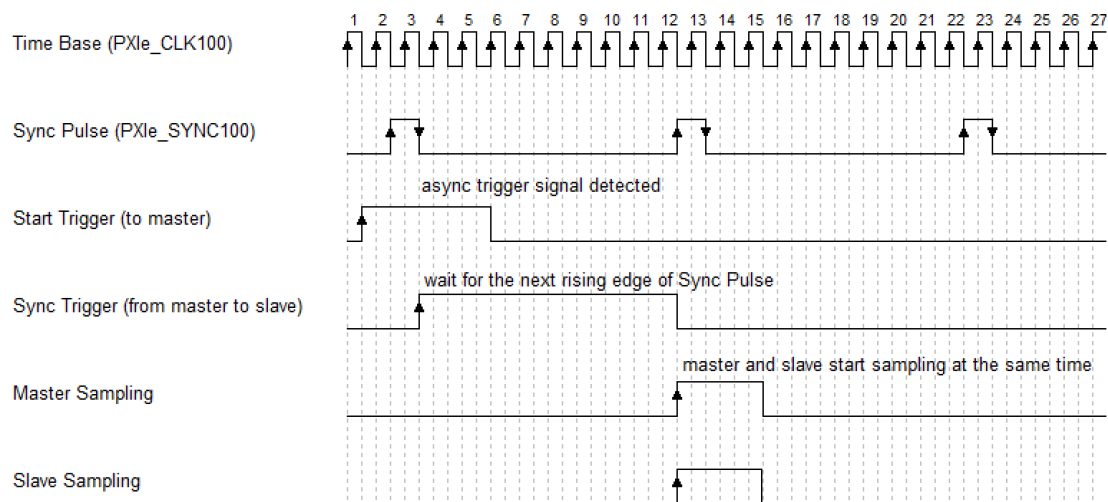 1 2 3 4 5 6 7 8 9 10 11 12 13 14 15 16 17 18 19 20 21 22 23 24 25 26 27
Time Base (PXIe_CLK100)
Sync Pulse (PXIe_SYNC100)
async trigger signal detected
Start Trigger (to master)
wait for the next rising edge of Sync Pulse
Sync Trigger (from master to slave)
master and slave start sampling at the same time
Master Sampling
Slave Sampling